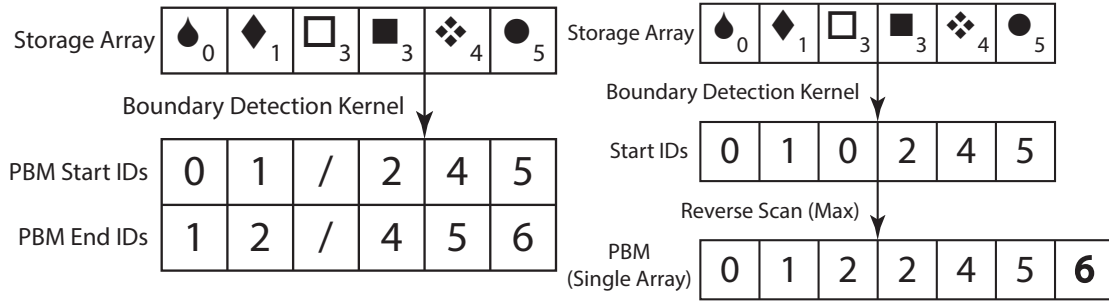 Storage Array 0 1 3 3 4 5
Boundary Detection Kernel
PBM Start IDs 0 1 / 2 4 5
PBM End IDs 1 2 / 4 5 6
Storage Array 0 1 3 3 4 5
Boundary Detection Kernel
Start IDs 0 1 0 2 4 5
Reverse Scan (Max)
PBM
(Single Array) 0 1 2 2 4 5 6